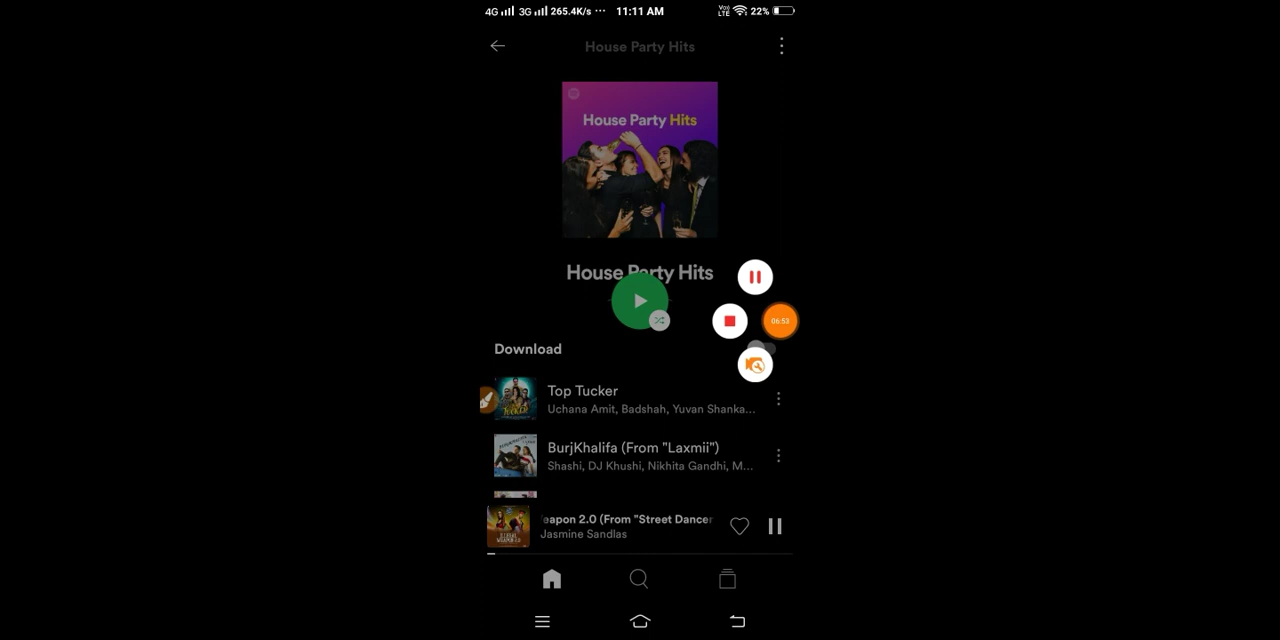 4G 3G 265.4K/s ... 11:11 AM Voi LTE 22%
House Party Hits
House Party Hits
House Party Hits
06:53
Download
Top Tucker
Uchana Amit, Badshah, Yuvan Shanka...
BurjKhalifa (From "Laxmii")
Shashi, DJ Khushi, Nikhita Gandhi, M...
eapon 2.0 (From "Street Dancer
Jasmine Sandlas